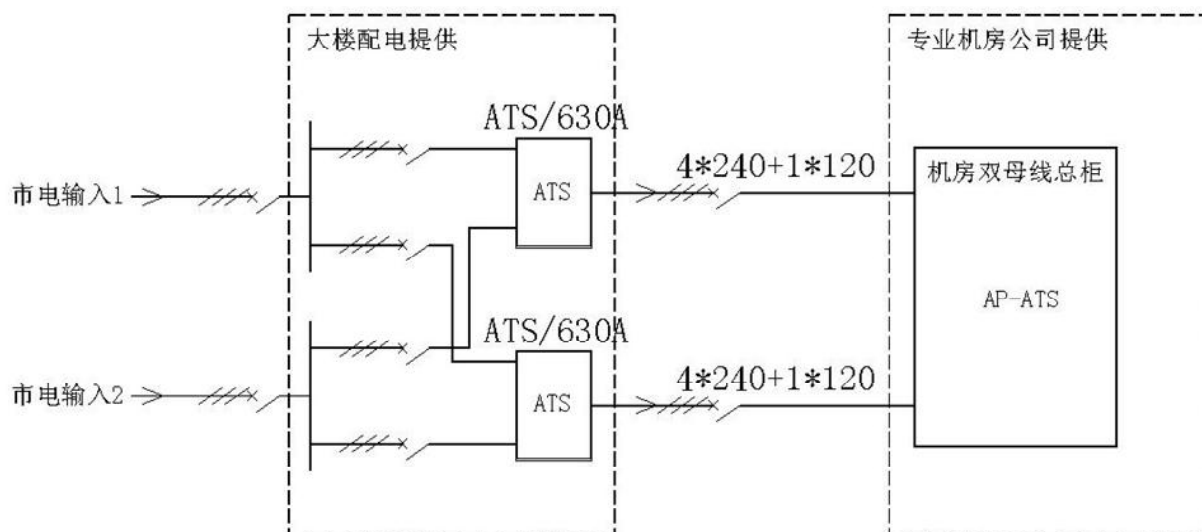 大楼配电提供
专业机房公司提供
ATS/630A
4*240+1*120
机房双母线总柜
市电输入1
ATS
AP-ATS
ATS/630A
4*240+1*120
市电输入2
ATS